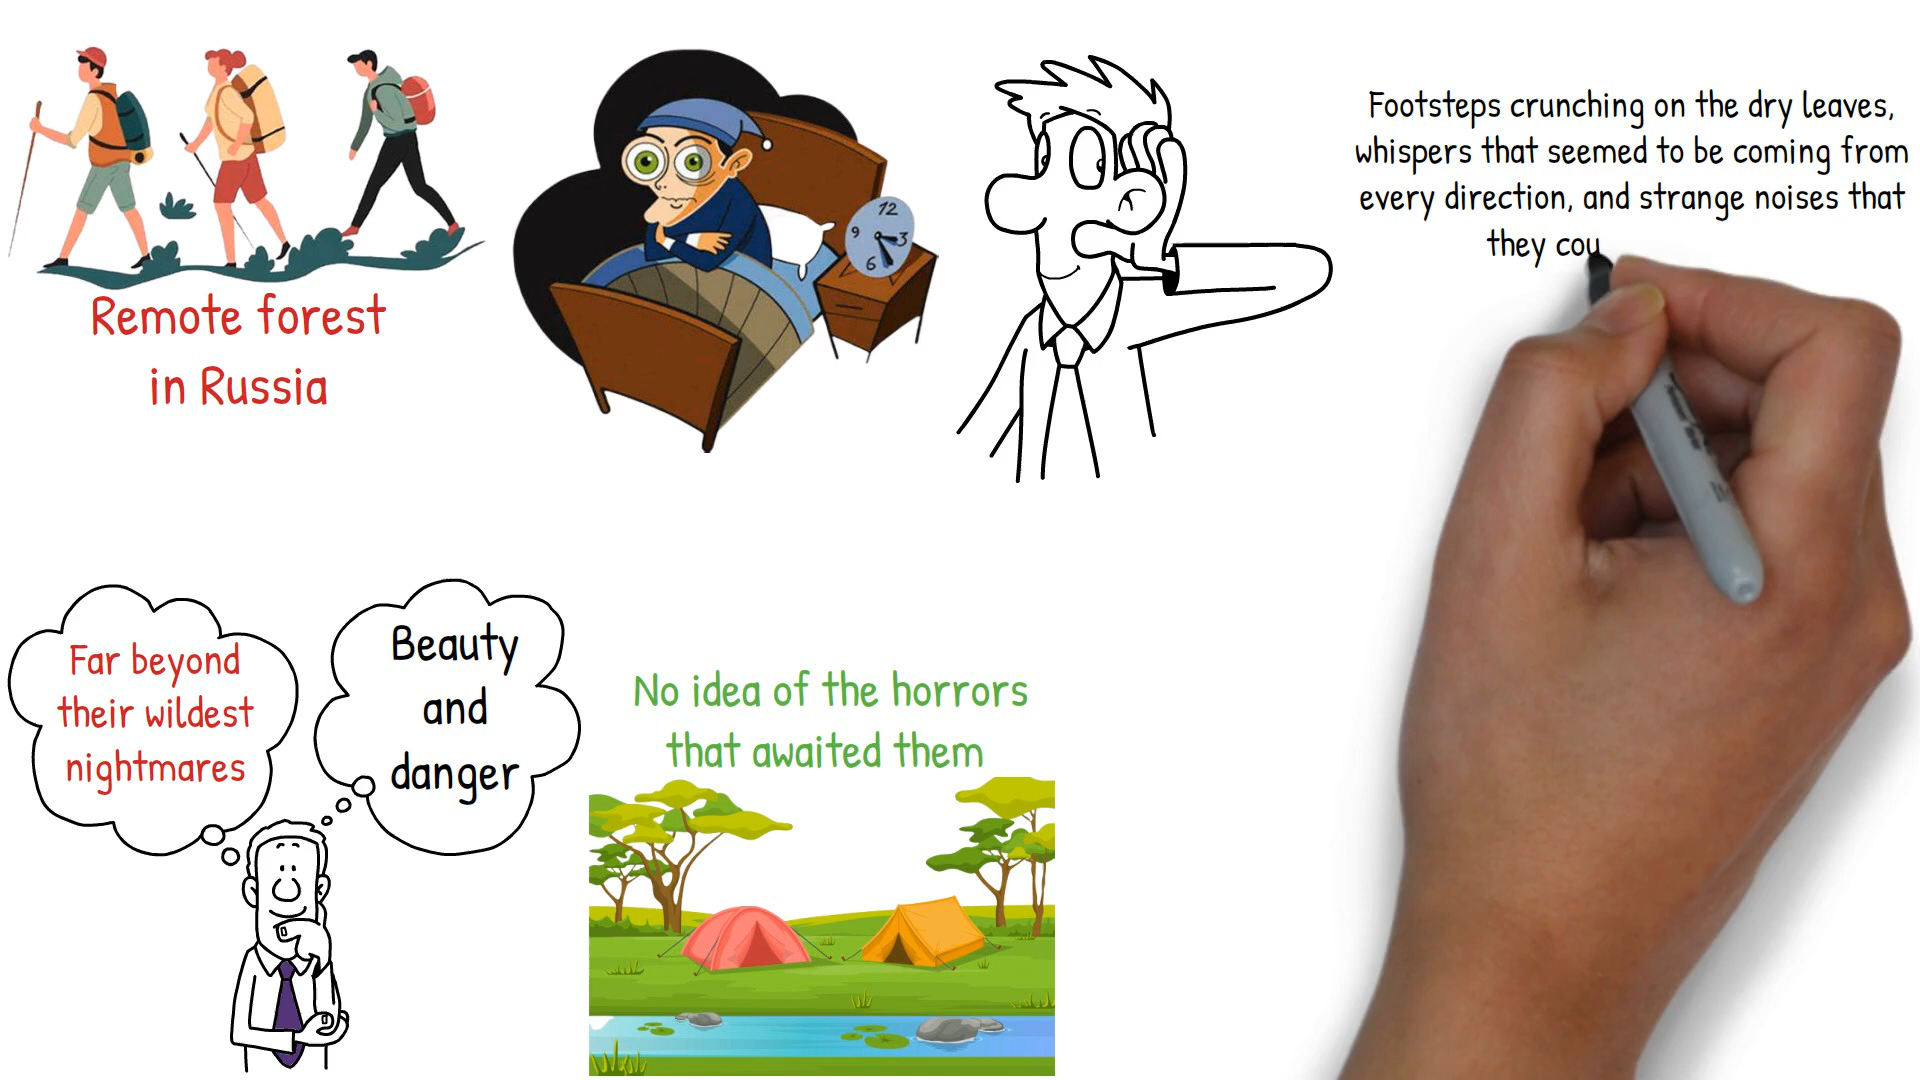 Remote forest
in Russia
12
9
3
6
Footsteps crunching on the dry leaves,
whispers that seemed to be coming from
every direction, and strange noises that
they cou
Far beyond
their wildest
nightmares
Beauty
and
danger
No idea of the horrors
that awaited them